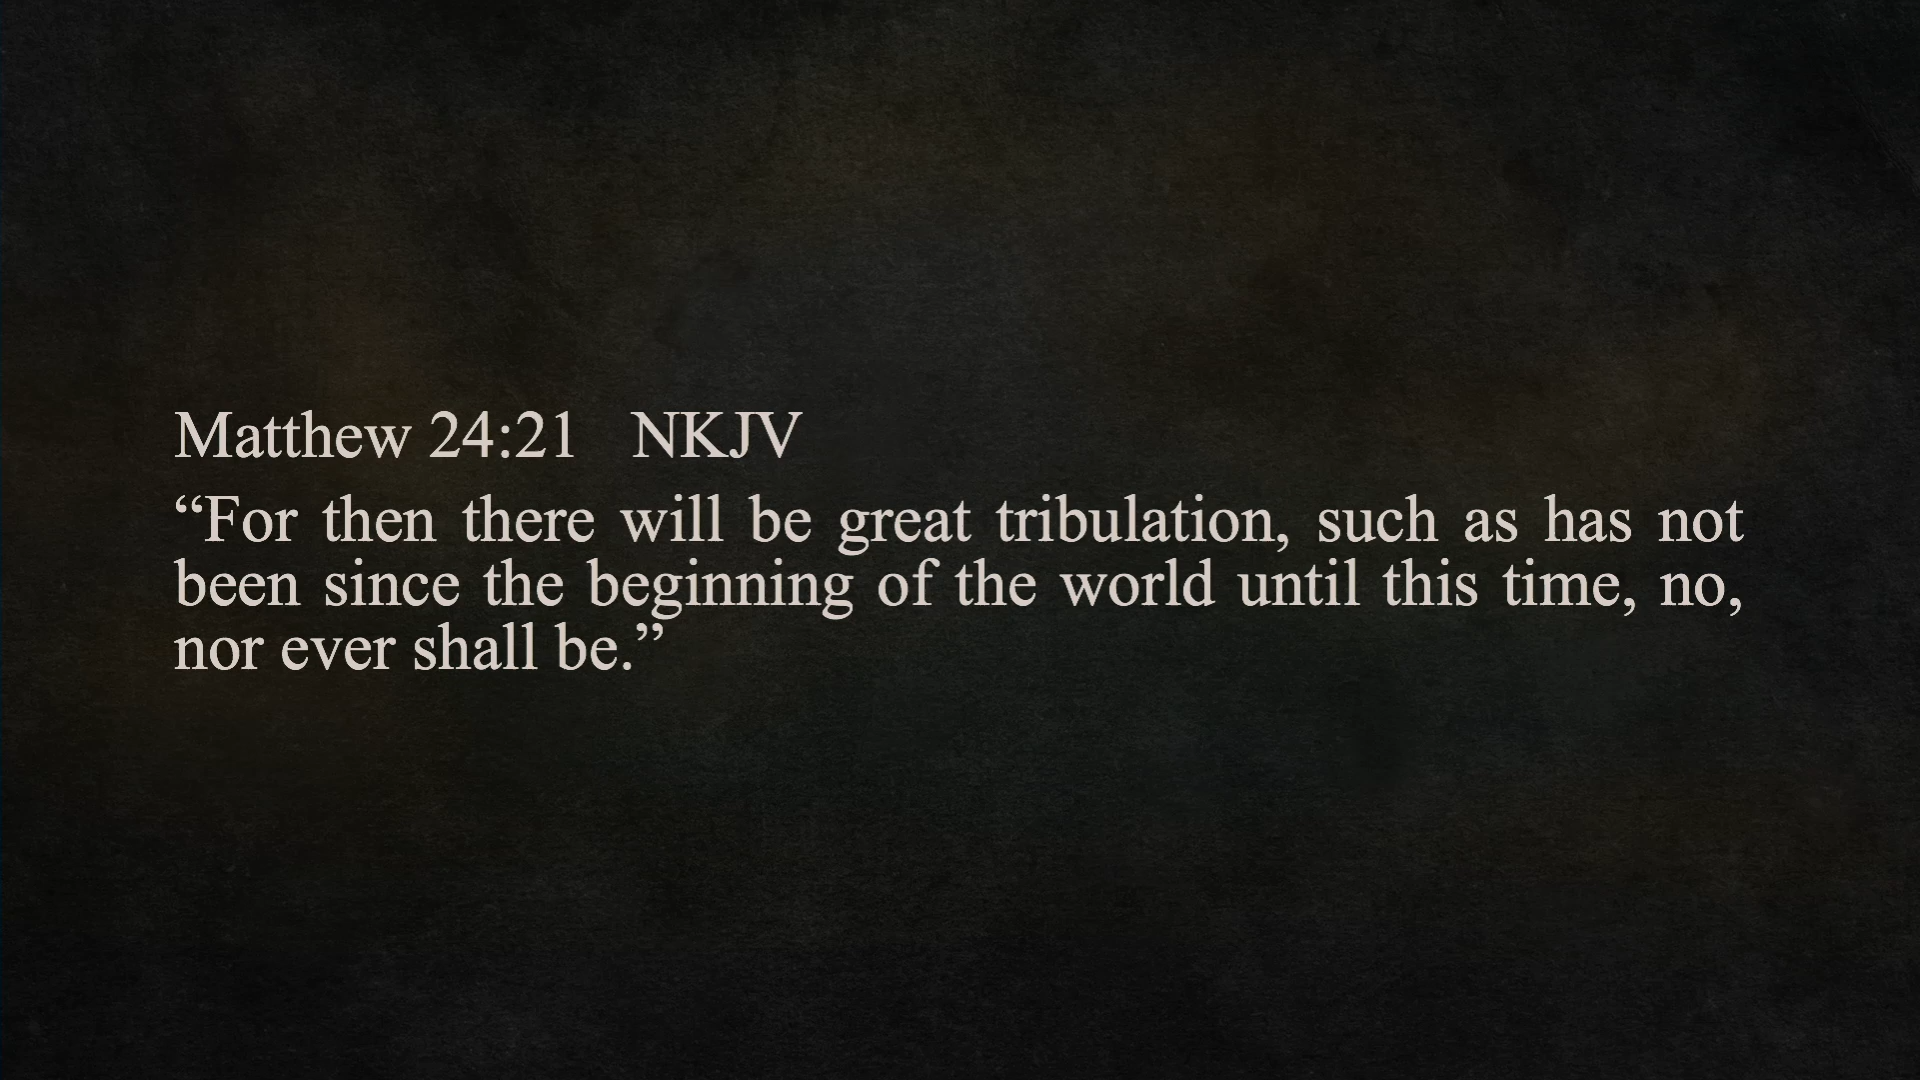 Matthew 24:21 NKJV
“For then there will be great tribulation, such as has not
been since the beginning of the world until this time, no,
nor ever shall be.”